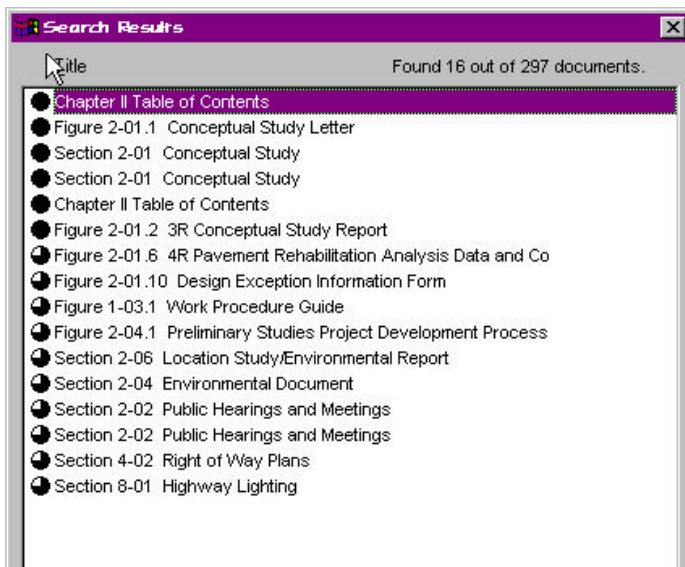 Search Results
Title Found 16 out of 297 documents.
Chapter II Table of Contents
Figure 2-01.1 Conceptual Study Letter
Section 2-01 Conceptual Study
Section 2-01 Conceptual Study
Chapter II Table of Contents
Figure 2-01.2 3R Conceptual Study Report
Figure 2-01.6 4R Pavement Rehabilitation Analysis Data and Co
Figure 2-01.10 Design Exception Information Form
Figure 1-03.1 Work Procedure Guide
Figure 2-04.1 Preliminary Studies Project Development Process
Section 2-06 Location Study/Environmental Report
Section 2-04 Environmental Document
Section 2-02 Public Hearings and Meetings
Section 2-02 Public Hearings and Meetings
Section 4-02 Right of Way Plans
Section 8-01 Highway Lighting